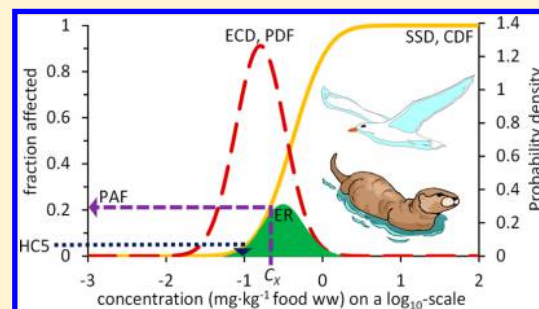 ECD, PDF
SSD, CDF
1
0.8
0.6
0.4
0.2
0
fraction affected
1.4
1.2
1
0.8
0.6
0.4
0.2
0
Probability density
PAF
ER
HC5
-3
-2
-1
0
1
2
Cₓ
concentration (mg·kg⁻¹ food ww) on a log₁₀-scale